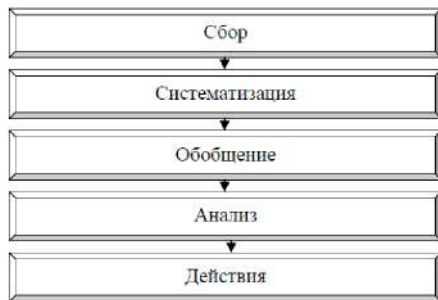 Сбор
Систематизация
Обобщение
Анализ
Действия